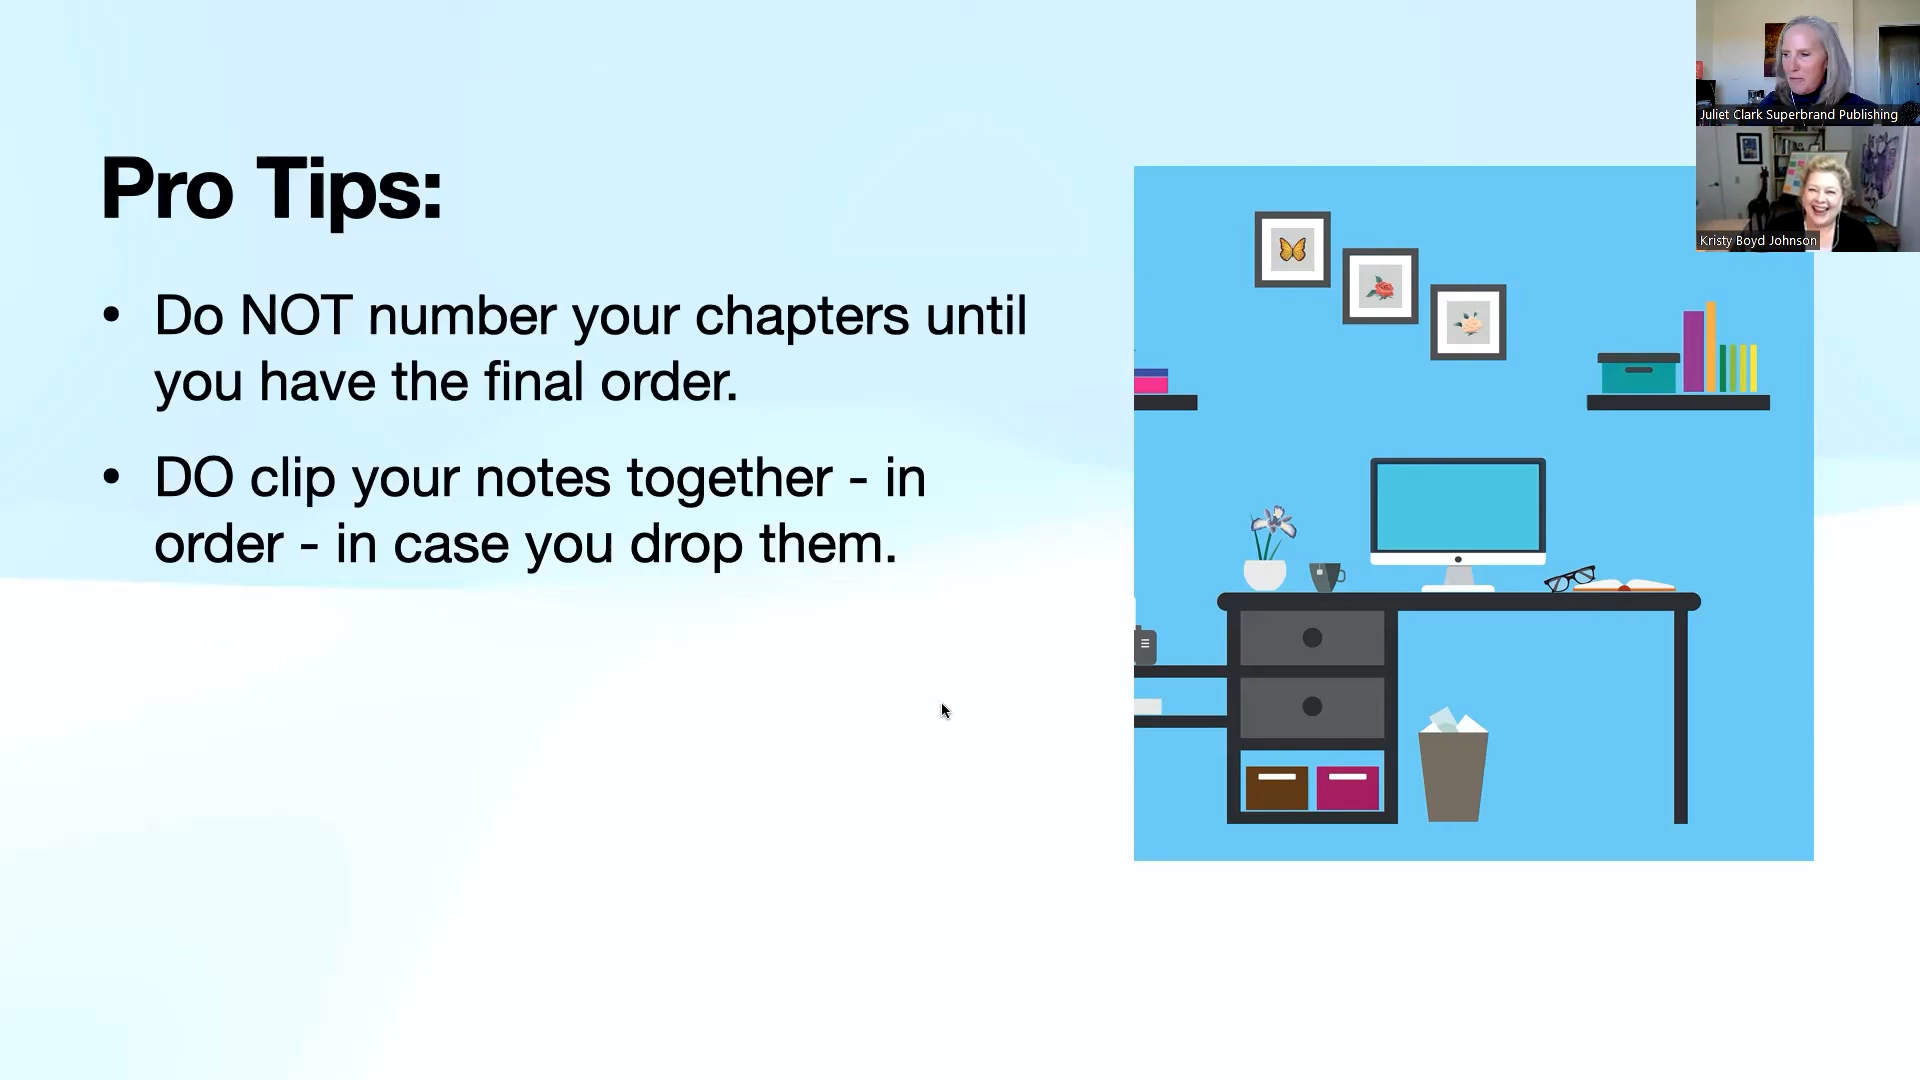 Pro Tips:
• Do NOT number your chapters until
you have the final order.
• DO clip your notes together - in
order - in case you drop them.
Juliet Clark Superbrand Publishing
Kristy Boyd Johnson